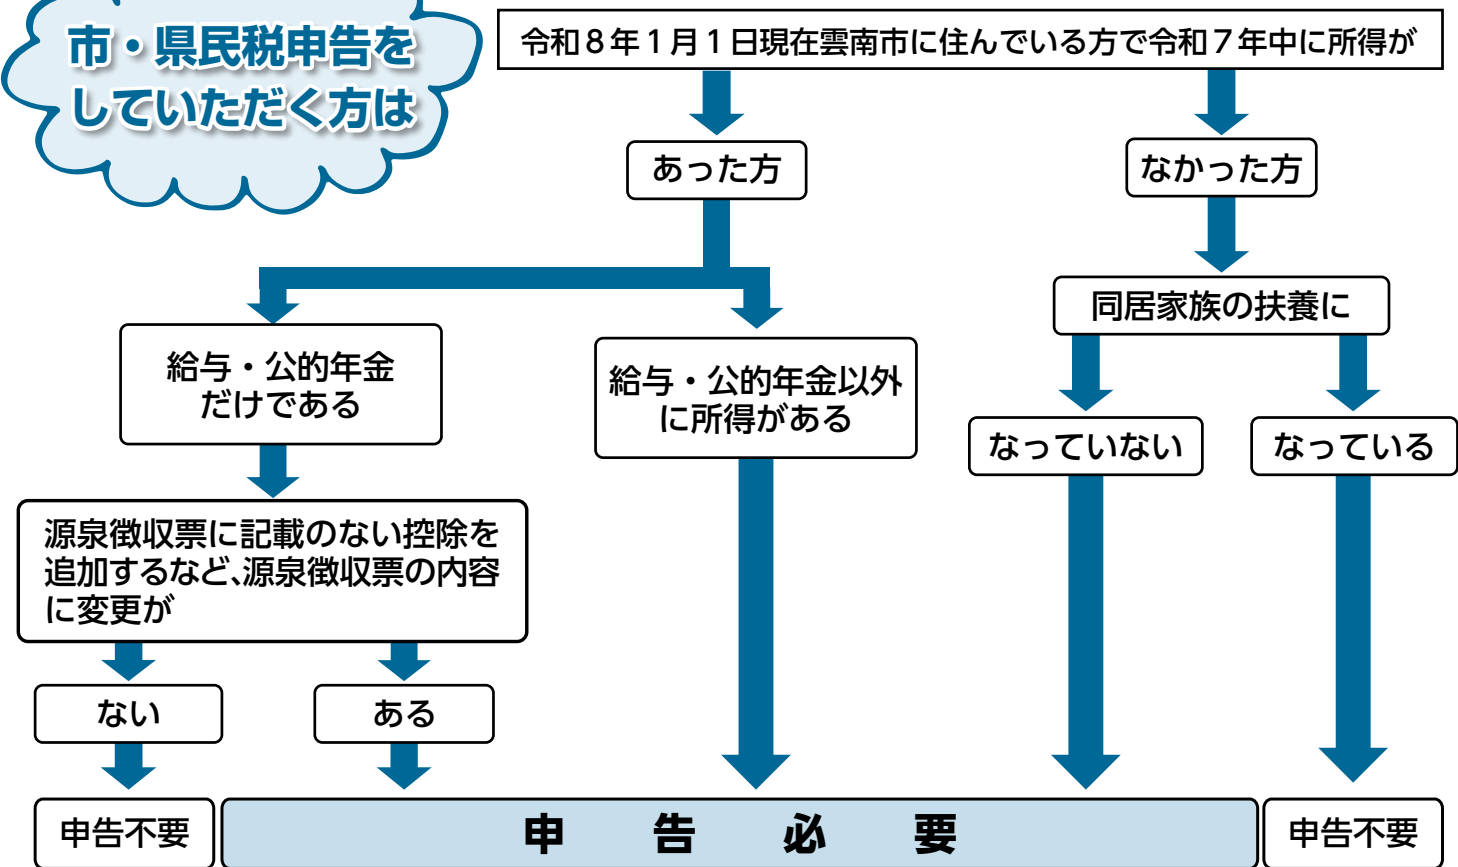 市・県民税申告を
していただく方は
令和８年１月１日現在雲南市に住んでいる方で令和７年中に所得が
あった方
なかった方
同居家族の扶養に
給与・公的年金
だけである
給与・公的年金以外
に所得がある
なっていない
なっている
源泉徴収票に記載のない控除を
追加するなど、源泉徴収票の内容
に変更が
ない
ある
申告不要
申告必要
申告不要